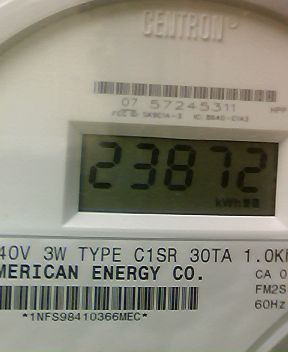 CENTRON®
07 57245311
23872
kWh
40V 3W TYPE C1SR 30TA 1.0K
MERICAN ENERGY CO.
CA 0
FM2S
60Hz
*1NFS98410366MEC*